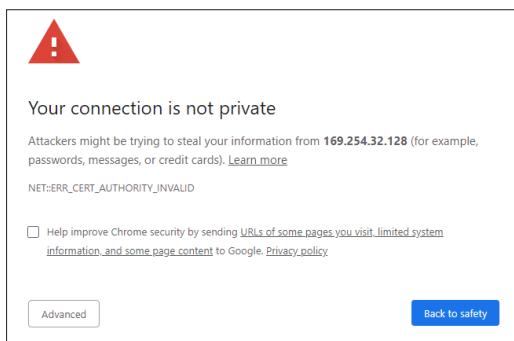 Your connection is not private
Attackers might be trying to steal your information from 169.254.32.128 (for example,
passwords, messages, or credit cards). Learn more
NET::ERR_CERT_AUTHORITY_INVALID
Help improve Chrome security by sending URLs of some pages you visit, limited system
information, and some page content to Google. Privacy policy
Advanced
Back to safety